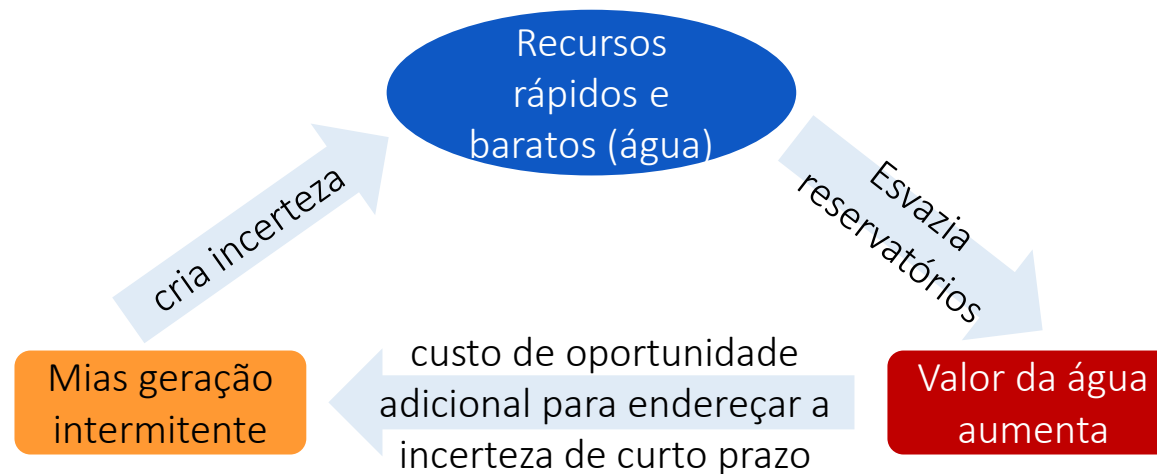 Recursos
rápidos e
baratos (água)
cria incerteza
Esvazia
reservatórios
Mias geração
intermitente
custo de oportunidade
adicional para endereçar a
incerteza de curto prazo
Valor da água
aumenta